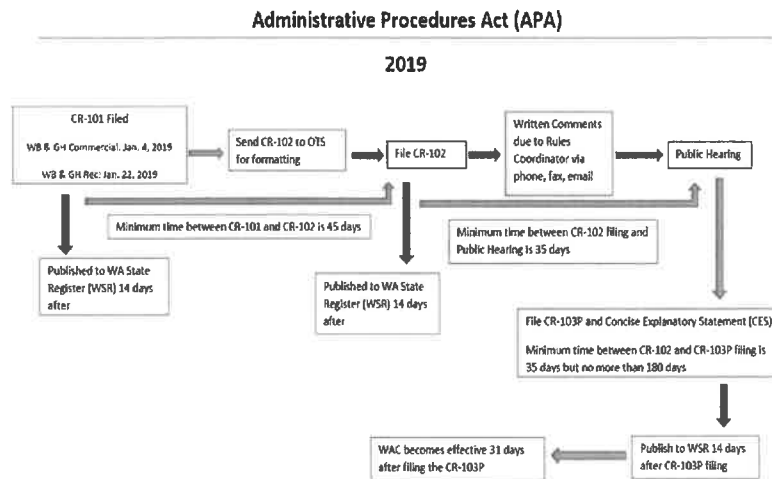 Administrative Procedures Act (APA)
2019
CR-101 Filed
WB & GH Commercial: Jan. 4, 2019
WB & GH Rec: Jan. 22, 2019
Send CR-102 to OTS
for formatting
File CR-102
Written Comments
due to Rules
Coordinator via
phone, fax, email
Public Hearing
Minimum time between CR-101 and CR-102 is 45 days
Minimum time between CR-102 filing and
Public Hearing is 35 days
Published to WA State
Register (WSR) 14 days
after
Published to WA State
Register (WSR) 14 days
after
File CR-103P and Concise Explanatory Statement (CES)
Minimum time between CR-102 and CR-103P filing is
35 days but no more than 180 days
WAC becomes effective 31 days
after filing the CR-103P
Publish to WSR 14 days
after CR-103P filing